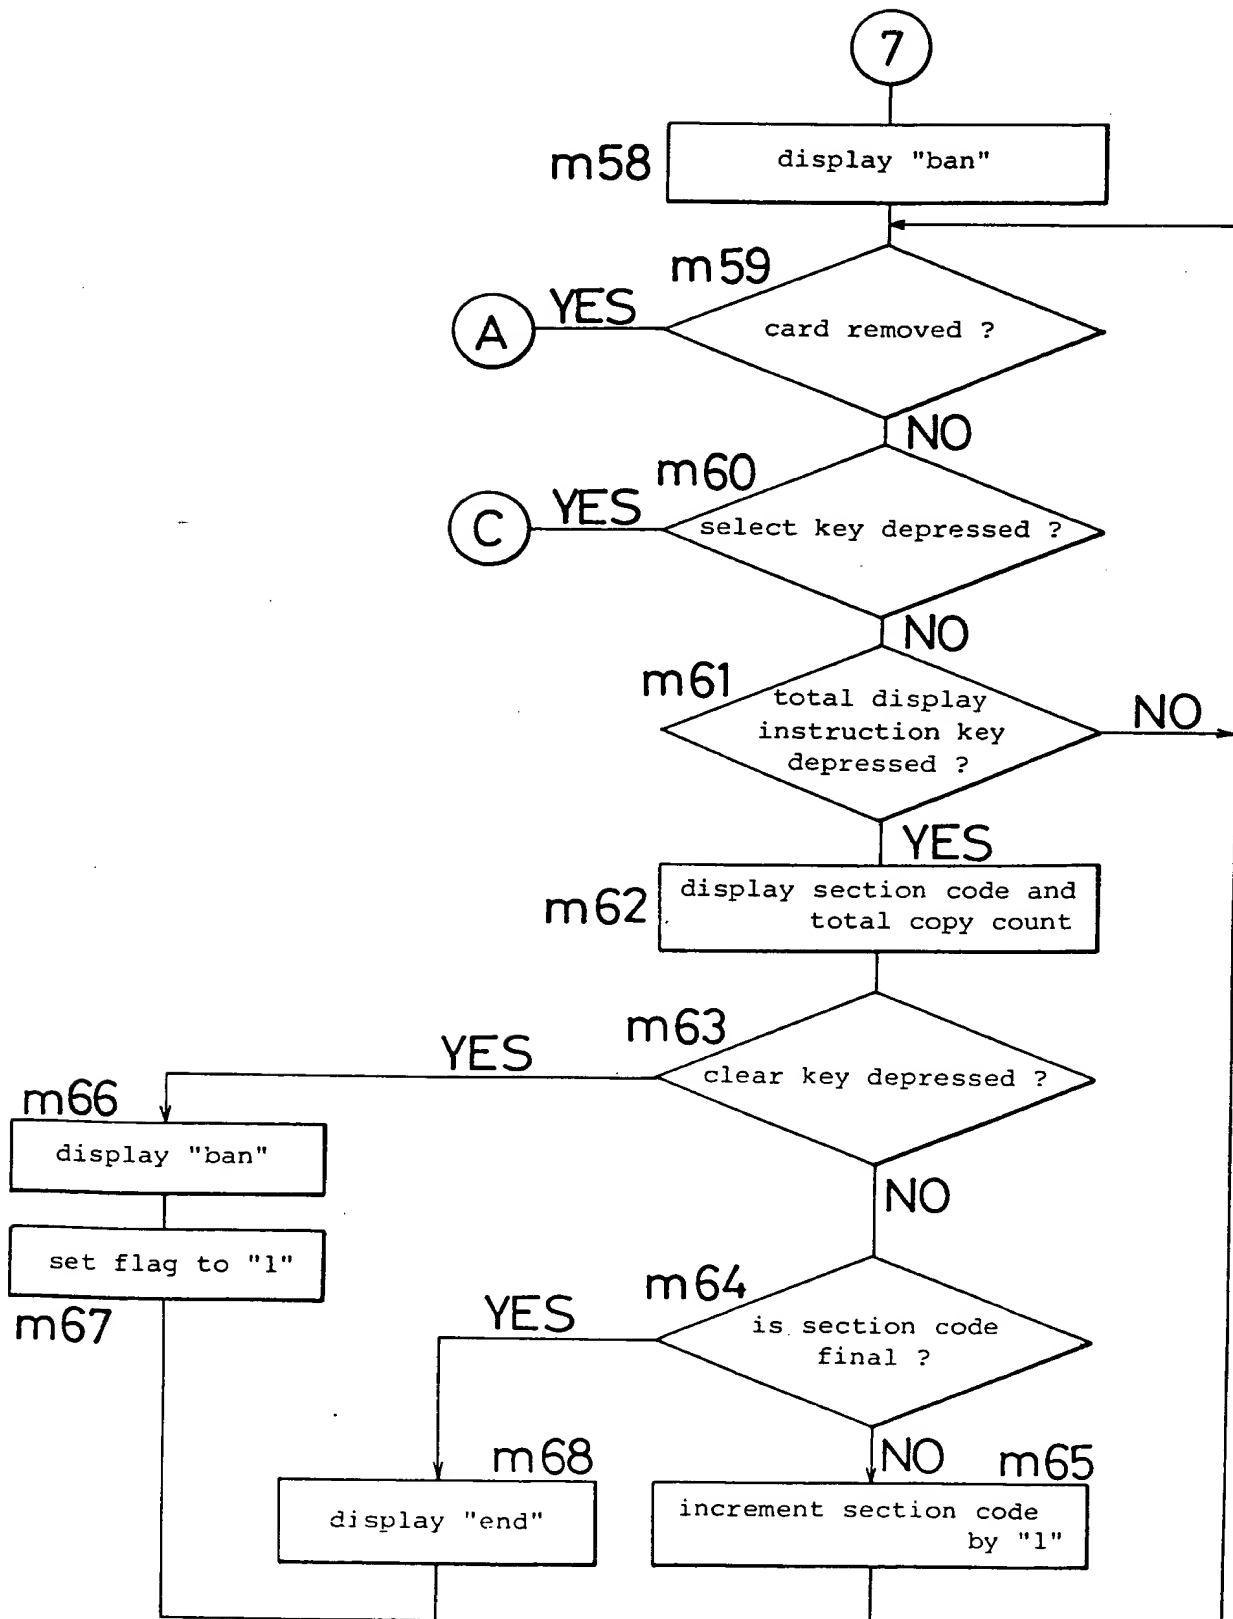 7
m58
display "ban"
m59
YES
A
card removed ?
NO
m60
YES
C
select key depressed ?
NO
m61
total display
instruction key
depressed ?
NO
YES
m62
display section code and
total copy count
m63
YES
clear key depressed ?
m66
display "ban"
NO
set flag to "1"
m67
m64
YES
is section code
final ?
m68
NO
m65
display "end"
increment section code
by "1"